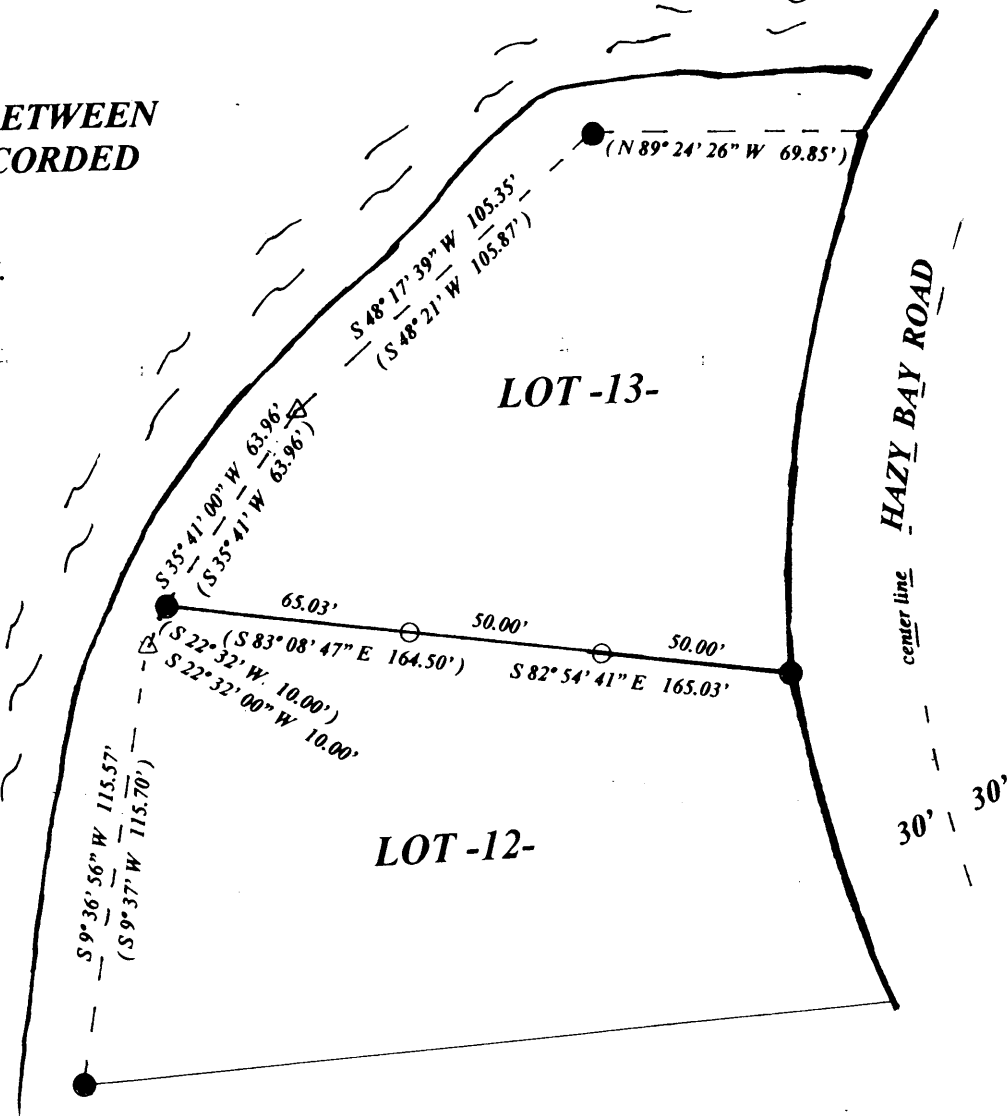 ETWEEN
CORDED
(N 89° 24' 26" W 69.85')
S 48° 17' 39" W 105.35'
(S 48° 21' W 105.87')
HAZY BAY ROAD
center line
LOT -13-
S 35° 41' 00" W 63.96'
(S 35° 41' W 63.96')
65.03'
50.00'
50.00'
(S 83° 08' 47" E 164.50')
S 82° 54' 41" E 165.03'
(S 22° 32' W. 10.00')
S 22° 32' 00" W 10.00'
S 9° 36' 56" W 115.57'
(S 9° 37' W 115.70')
30'
30'
LOT -12-